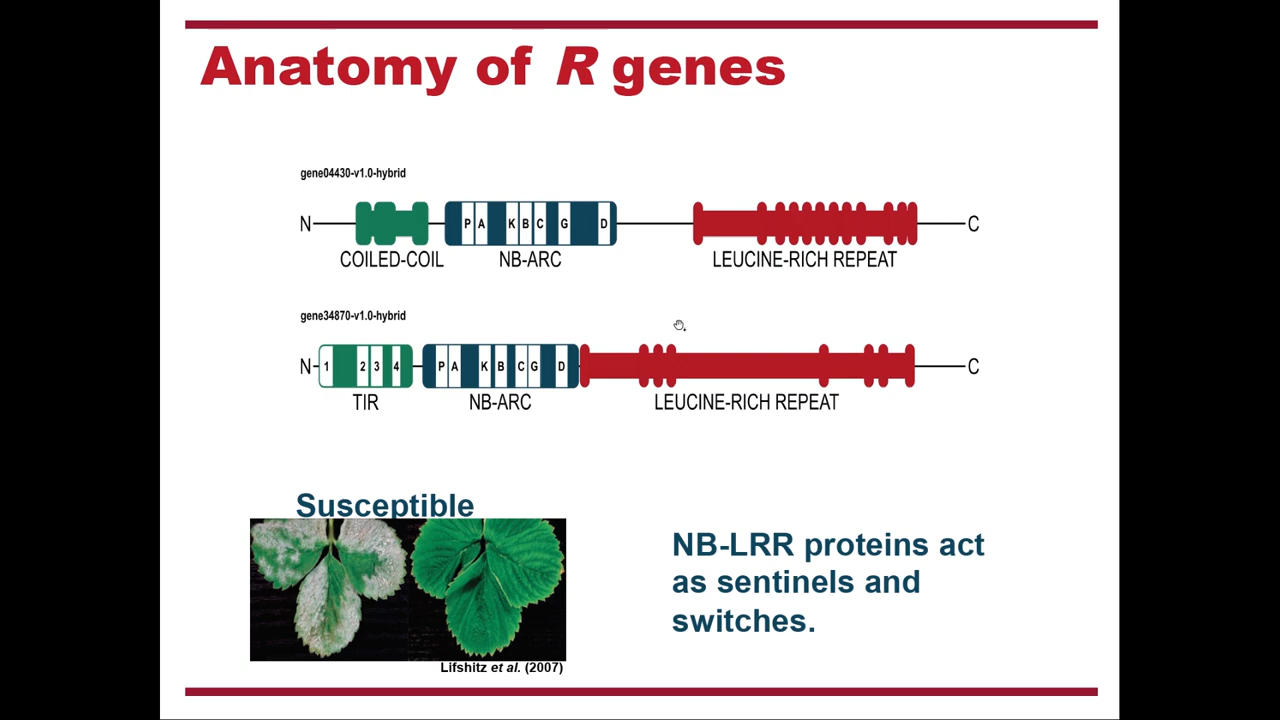 Anatomy of R genes
gene04430-v1.0-hybrid
N P A K B C G D C
COILED-COIL NB-ARC LEUCINE-RICH REPEAT
gene34870-v1.0-hybrid
N 1 2 3 4 P A K B C G D C
TIR NB-ARC LEUCINE-RICH REPEAT
Susceptible
NB-LRR proteins act
as sentinels and
switches.
Lifshitz et al. (2007)